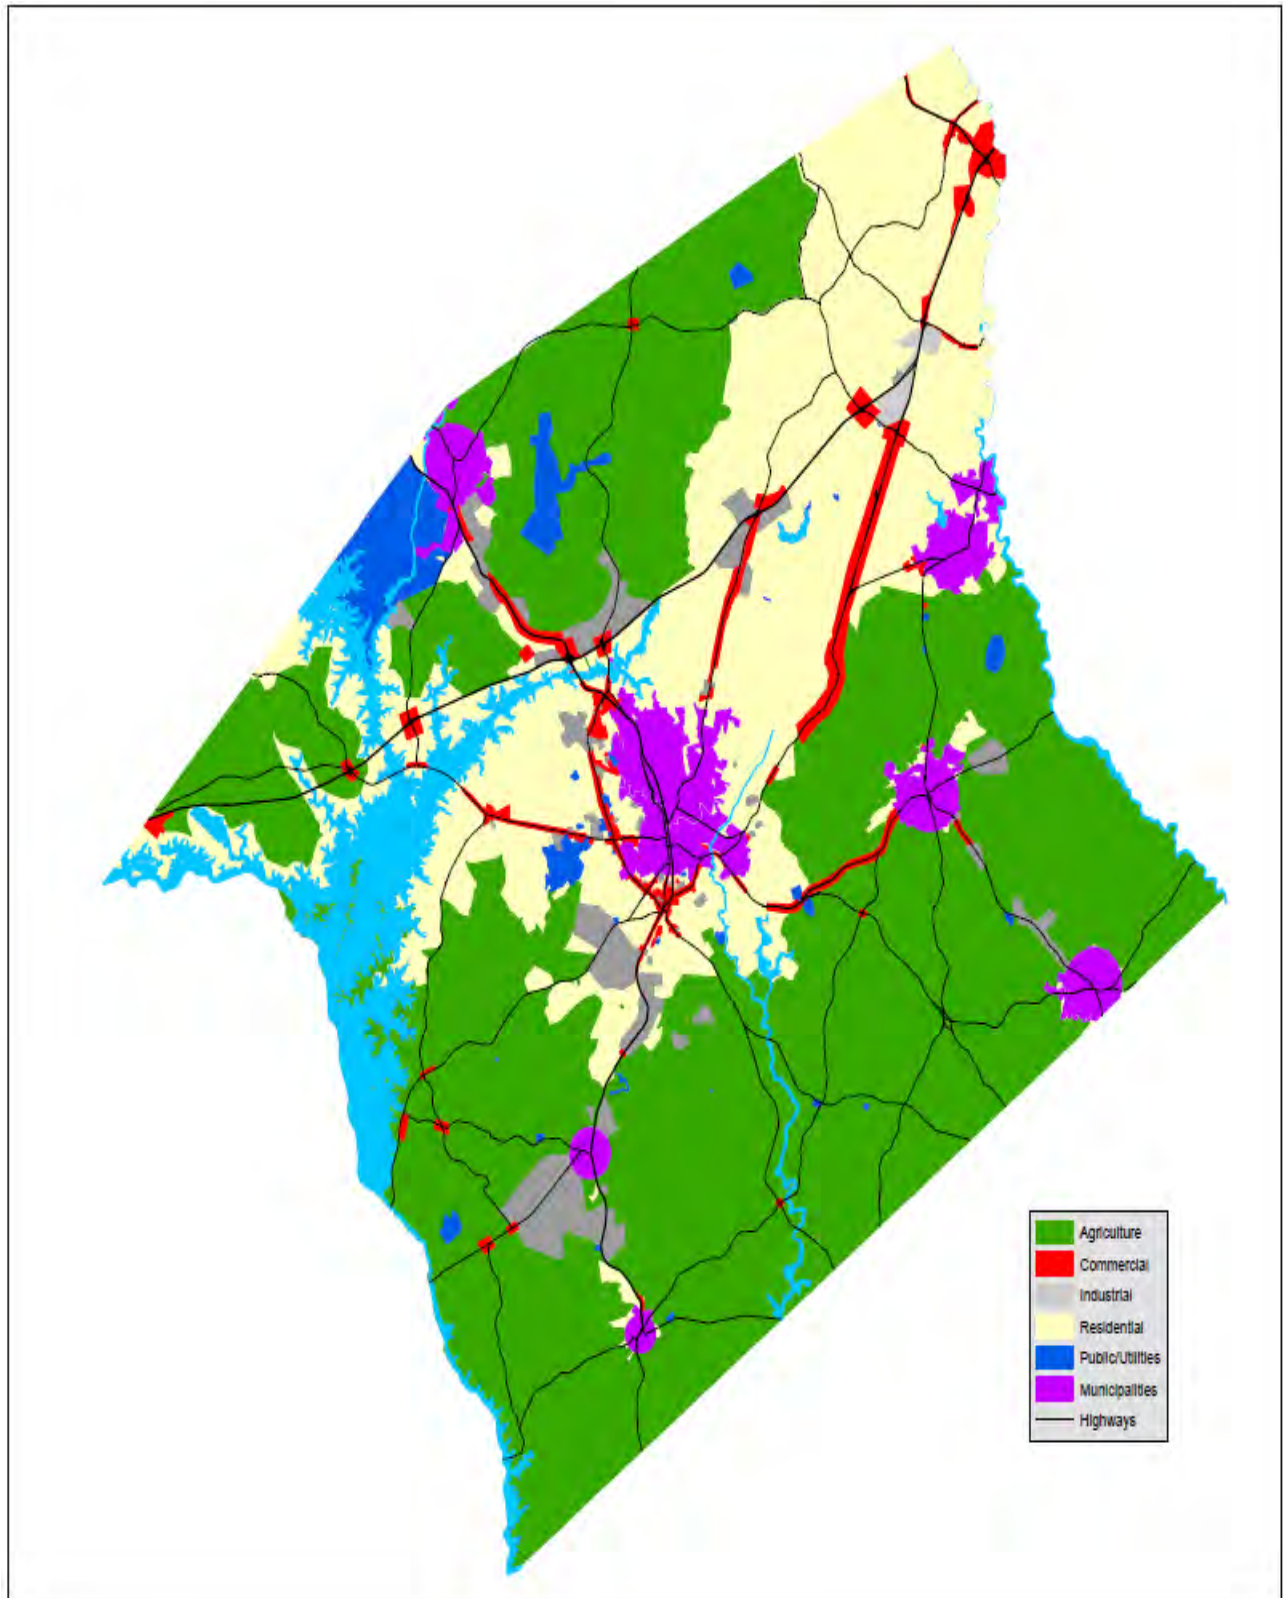 Agriculture
Commercial
Industrial
Residential
Public/Utilities
Municipalities
Highways